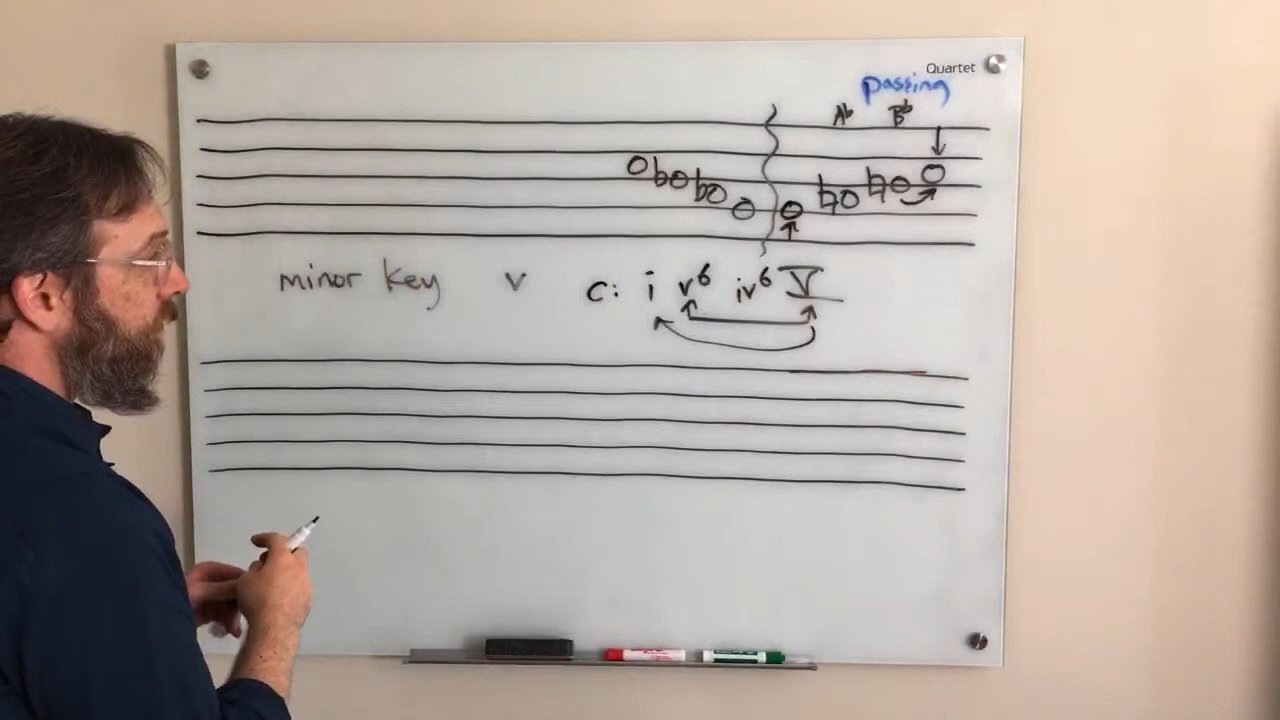 Quartet
passing
A♭ B♭
minor key v c: i v⁶ iv⁶ V